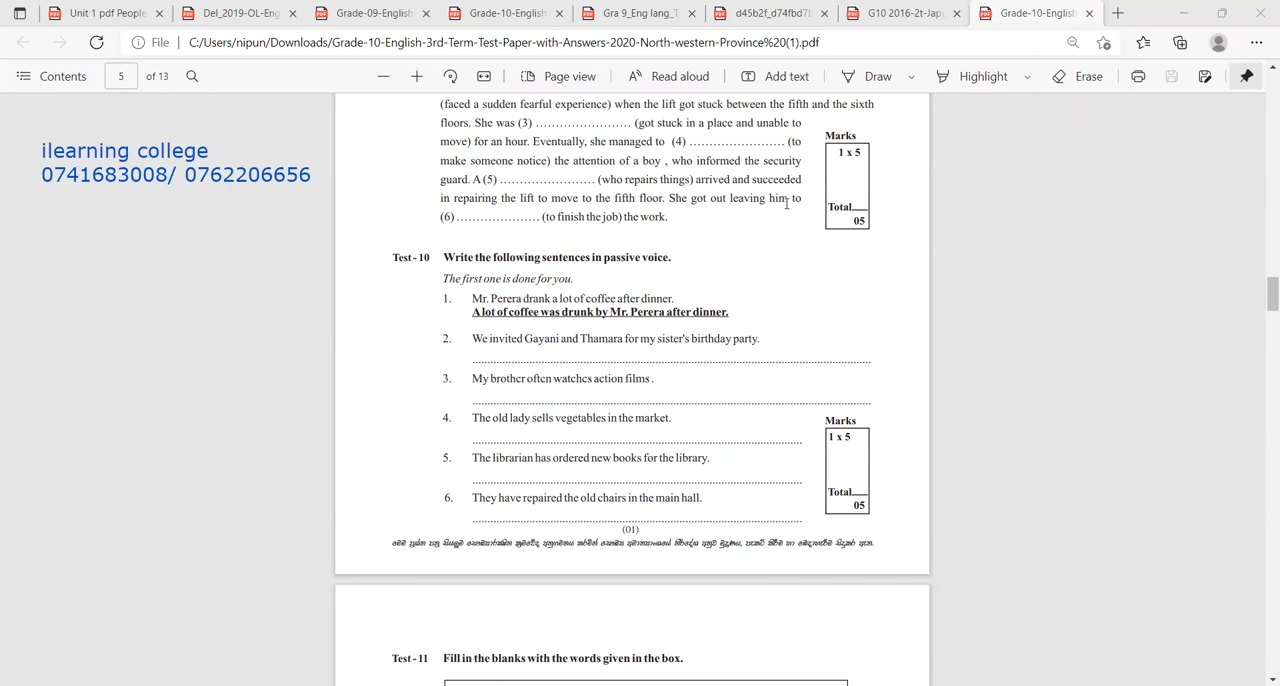 Unit 1 pdf People
Del_2019-OL-Eng
Grade-09-English
Grade-10-English
Gra 9_Eng lang_T
d45b2f_d74fbd7b
G10 2016-2t-Jap
Grade-10-English
File C:/Users/nipun/Downloads/Grade-10-English-3rd-Term-Test-Paper-with-Answers-2020-North-western-Province%20(1).pdf
Contents 5 of 13 Page view Read aloud Add text Draw Highlight Erase
(faced a sudden fearful experience) when the lift got stuck between the fifth and the sixth
floors. She was (3) ........................ (got stuck in a place and unable to
move) for an hour. Eventually, she managed to (4) ........................ (to
make someone notice) the attention of a boy , who informed the security
guard. A (5) ........................ (who repairs things) arrived and succeeded
in repairing the lift to move to the fifth floor. She got out leaving him to
(6) ..................... (to finish the job) the work.
Marks
1 x 5
Total
05
ilearning college
0741683008/ 0762206656
Test - 10 Write the following sentences in passive voice.
The first one is done for you.
1. Mr. Perera drank a lot of coffee after dinner.
A lot of coffee was drunk by Mr. Perera after dinner.
2. We invited Gayani and Thamara for my sister's birthday party.
3. My brother often watches action films .
4. The old lady sells vegetables in the market.
5. The librarian has ordered new books for the library.
6. They have repaired the old chairs in the main hall.
Marks
1 x 5
Total
05
(01)
Test - 11 Fill in the blanks with the words given in the box.